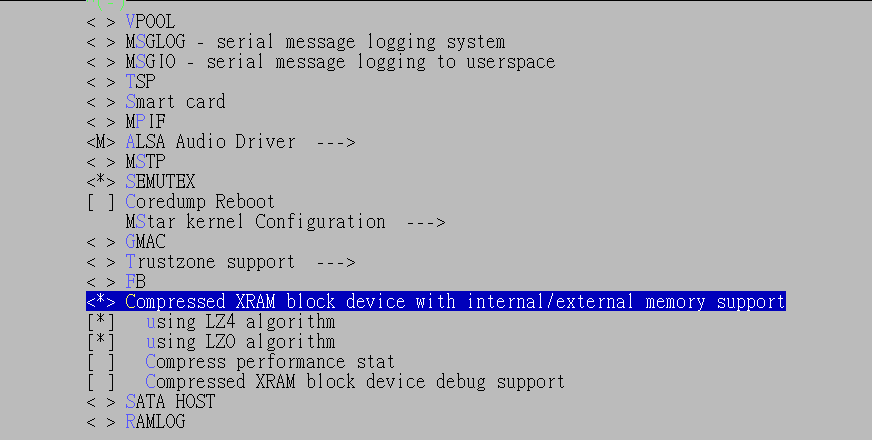 < > VPOOL
< > MSGLOG - serial message logging system
< > MSGIO - serial message logging to userspace
< > TSP
< > Smart card
< > MPIF
<M> ALSA Audio Driver  --->
< > MSTP
<*> SEMUTEX
[ ] Coredump Reboot
    MStar kernel Configuration  --->
< > GMAC
< > Trustzone support  --->
< > FB
<*> Compressed XRAM block device with internal/external memory support
[*]   using LZ4 algorithm
[*]   using LZO algorithm
[ ]   Compress performance stat
[ ]   Compressed XRAM block device debug support
< > SATA HOST
< > RAMLOG